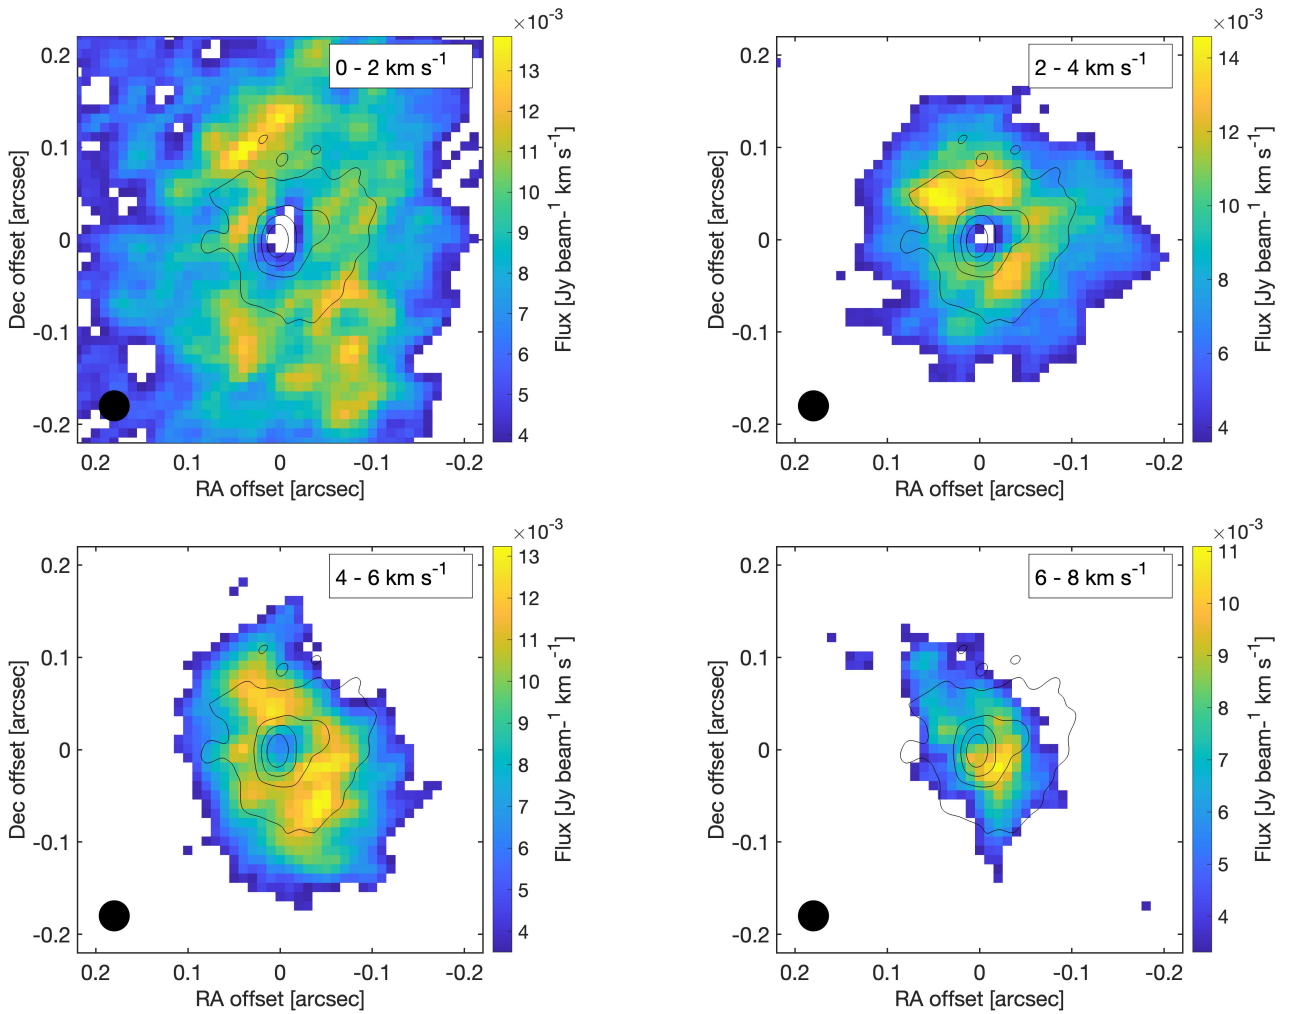 ×10⁻³
0.2
0.1
0
-0.1
-0.2
0 - 2 km s⁻¹
13
12
11
10
9
8
7
6
5
4
Dec offset [arcsec]
Flux [Jy beam-¹ km s⁻¹]
0.2 0.1 0 -0.1 -0.2
RA offset [arcsec]
×10⁻³
0.2
0.1
0
-0.1
-0.2
2 - 4 km s⁻¹
14
12
10
8
6
4
Dec offset [arcsec]
Flux [Jy beam-¹ km s⁻¹]
0.2 0.1 0 -0.1 -0.2
RA offset [arcsec]
×10⁻³
0.2
0.1
0
-0.1
-0.2
4 - 6 km s⁻¹
13
12
11
10
9
8
7
6
5
4
Dec offset [arcsec]
Flux [Jy beam-¹ km s⁻¹]
0.2 0.1 0 -0.1 -0.2
RA offset [arcsec]
×10⁻³
0.2
0.1
0
-0.1
-0.2
6 - 8 km s⁻¹
11
10
9
8
7
6
5
4
Dec offset [arcsec]
Flux [Jy beam-¹ km s⁻¹]
0.2 0.1 0 -0.1 -0.2
RA offset [arcsec]